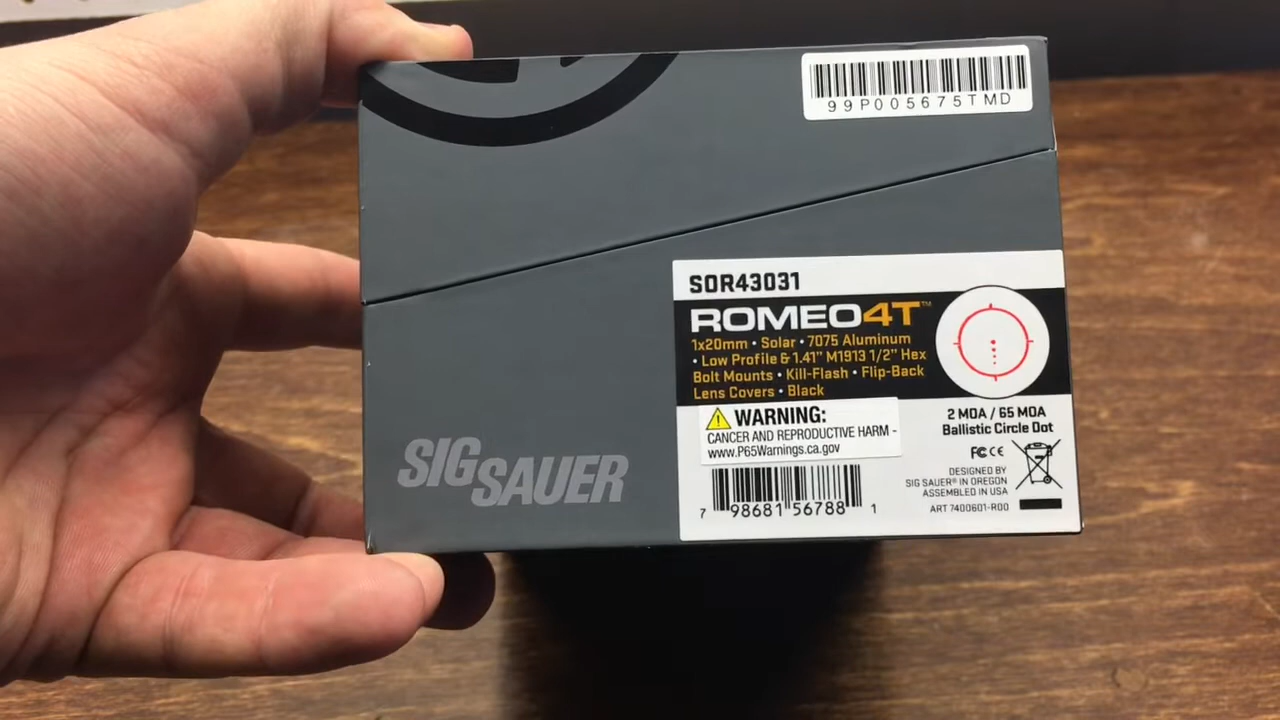 99P005675TMD
SOR43031
ROMEO4T™
1x20mm • Solar • 7075 Aluminum
• Low Profile & 1.41" M1913 1/2" Hex
Bolt Mounts • Kill-Flash • Flip-Back
Lens Covers • Black
WARNING:
CANCER AND REPRODUCTIVE HARM -
www.P65Warnings.ca.gov
2 MOA / 65 MOA
Ballistic Circle Dot
FC CE
DESIGNED BY
SIG SAUER® IN OREGON
ASSEMBLED IN USA
ART 7400601-R00
7 98681 56788 1
SIG SAUER